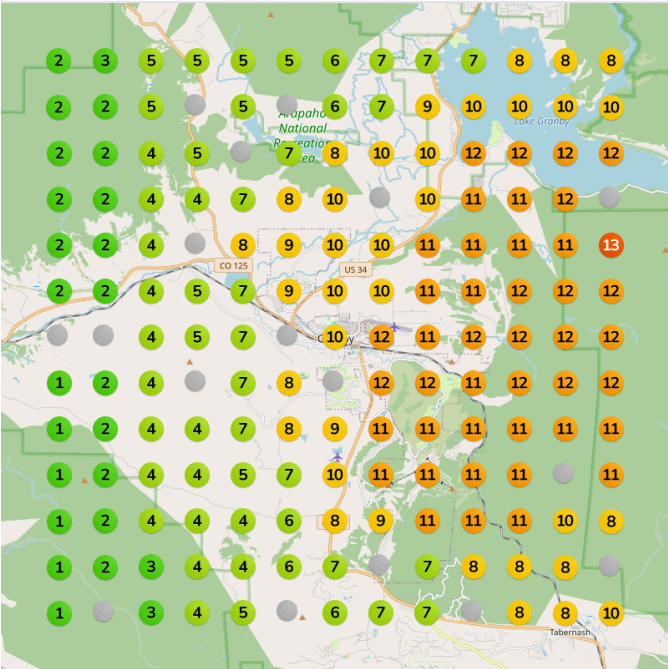 2 3 5 5 5 5 6 7 7 7 8 8 8
2 2 5 5 6 7 9 10 10 10 10
Arapaho
National
Lake Granby
2 2 4 5 7 8 10 10 12 12 12 12
2 2 4 4 7 8 10 10 11 11 12
2 2 4 8 9 10 10 11 11 11 11 13
CO 125
US 34
2 2 4 5 7 9 10 10 11 11 12 12 12
4 5 7 10 12 11 12 12 12 12
1 2 4 7 8 12 12 11 12 12 12
1 2 4 4 7 8 9 11 11 11 11 11 11
1 2 4 4 5 7 10 11 11 11 11 11
1 2 4 4 4 6 8 9 11 11 11 10 8
1 2 3 4 4 6 7 7 8 8 8
1 3 4 5 6 7 7 8 8 10
Tabernash